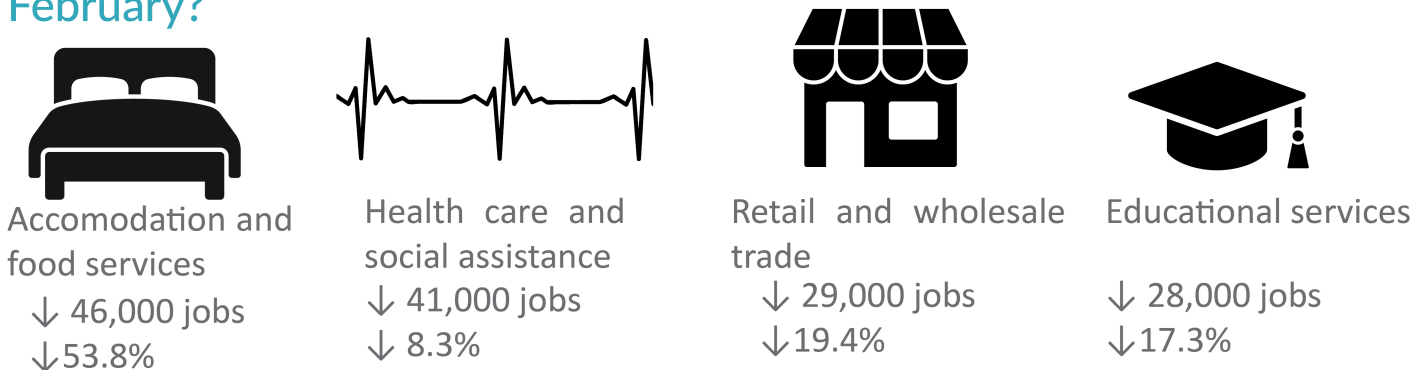 February?
Accomodation and
food services
↓ 46,000 jobs
↓53.8%
Health care and
social assistance
↓ 41,000 jobs
↓ 8.3%
Retail and wholesale
trade
↓ 29,000 jobs
↓19.4%
Educational services
↓ 28,000 jobs
↓17.3%